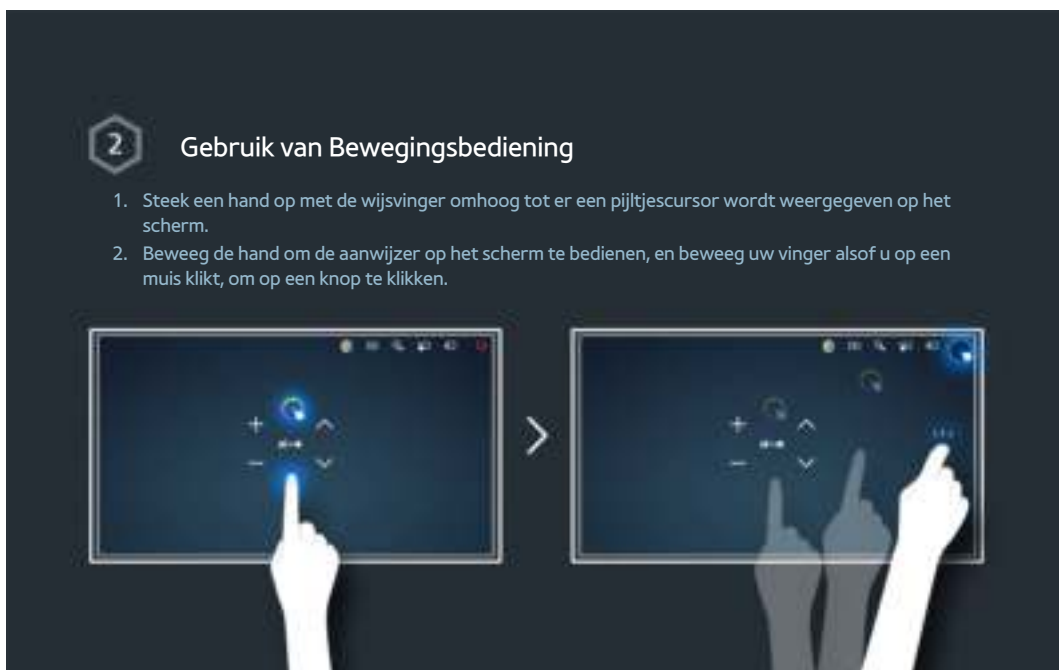 2
Gebruik van Bewegingsbediening
1. Steek een hand op met de wijsvinger omhoog tot er een pijltjescursor wordt weergegeven op het
scherm.
2. Beweeg de hand om de aanwijzer op het scherm te bedienen, en beweeg uw vinger alsof u op een
muis klikt, om op een knop te klikken.